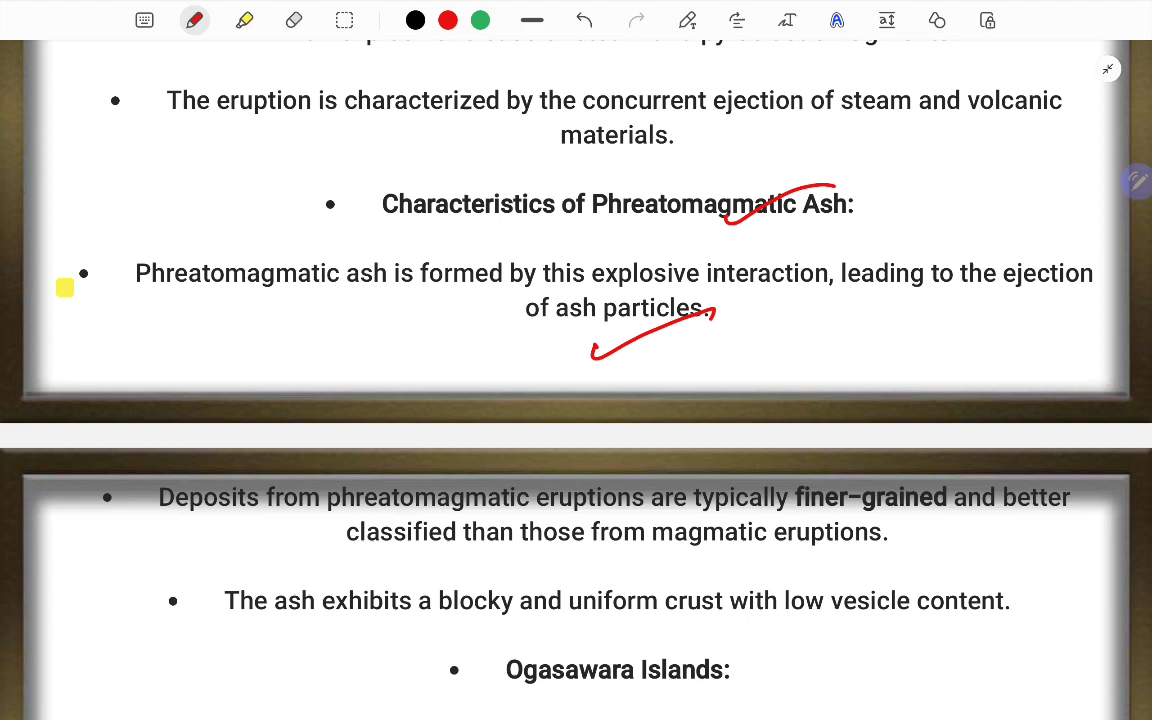 • The eruption is characterized by the concurrent ejection of steam and volcanic
materials.
• Characteristics of Phreatomagmatic Ash:
• Phreatomagmatic ash is formed by this explosive interaction, leading to the ejection
of ash particles.
• Deposits from phreatomagmatic eruptions are typically finer-grained and better
classified than those from magmatic eruptions.
• The ash exhibits a blocky and uniform crust with low vesicle content.
• Ogasawara Islands: